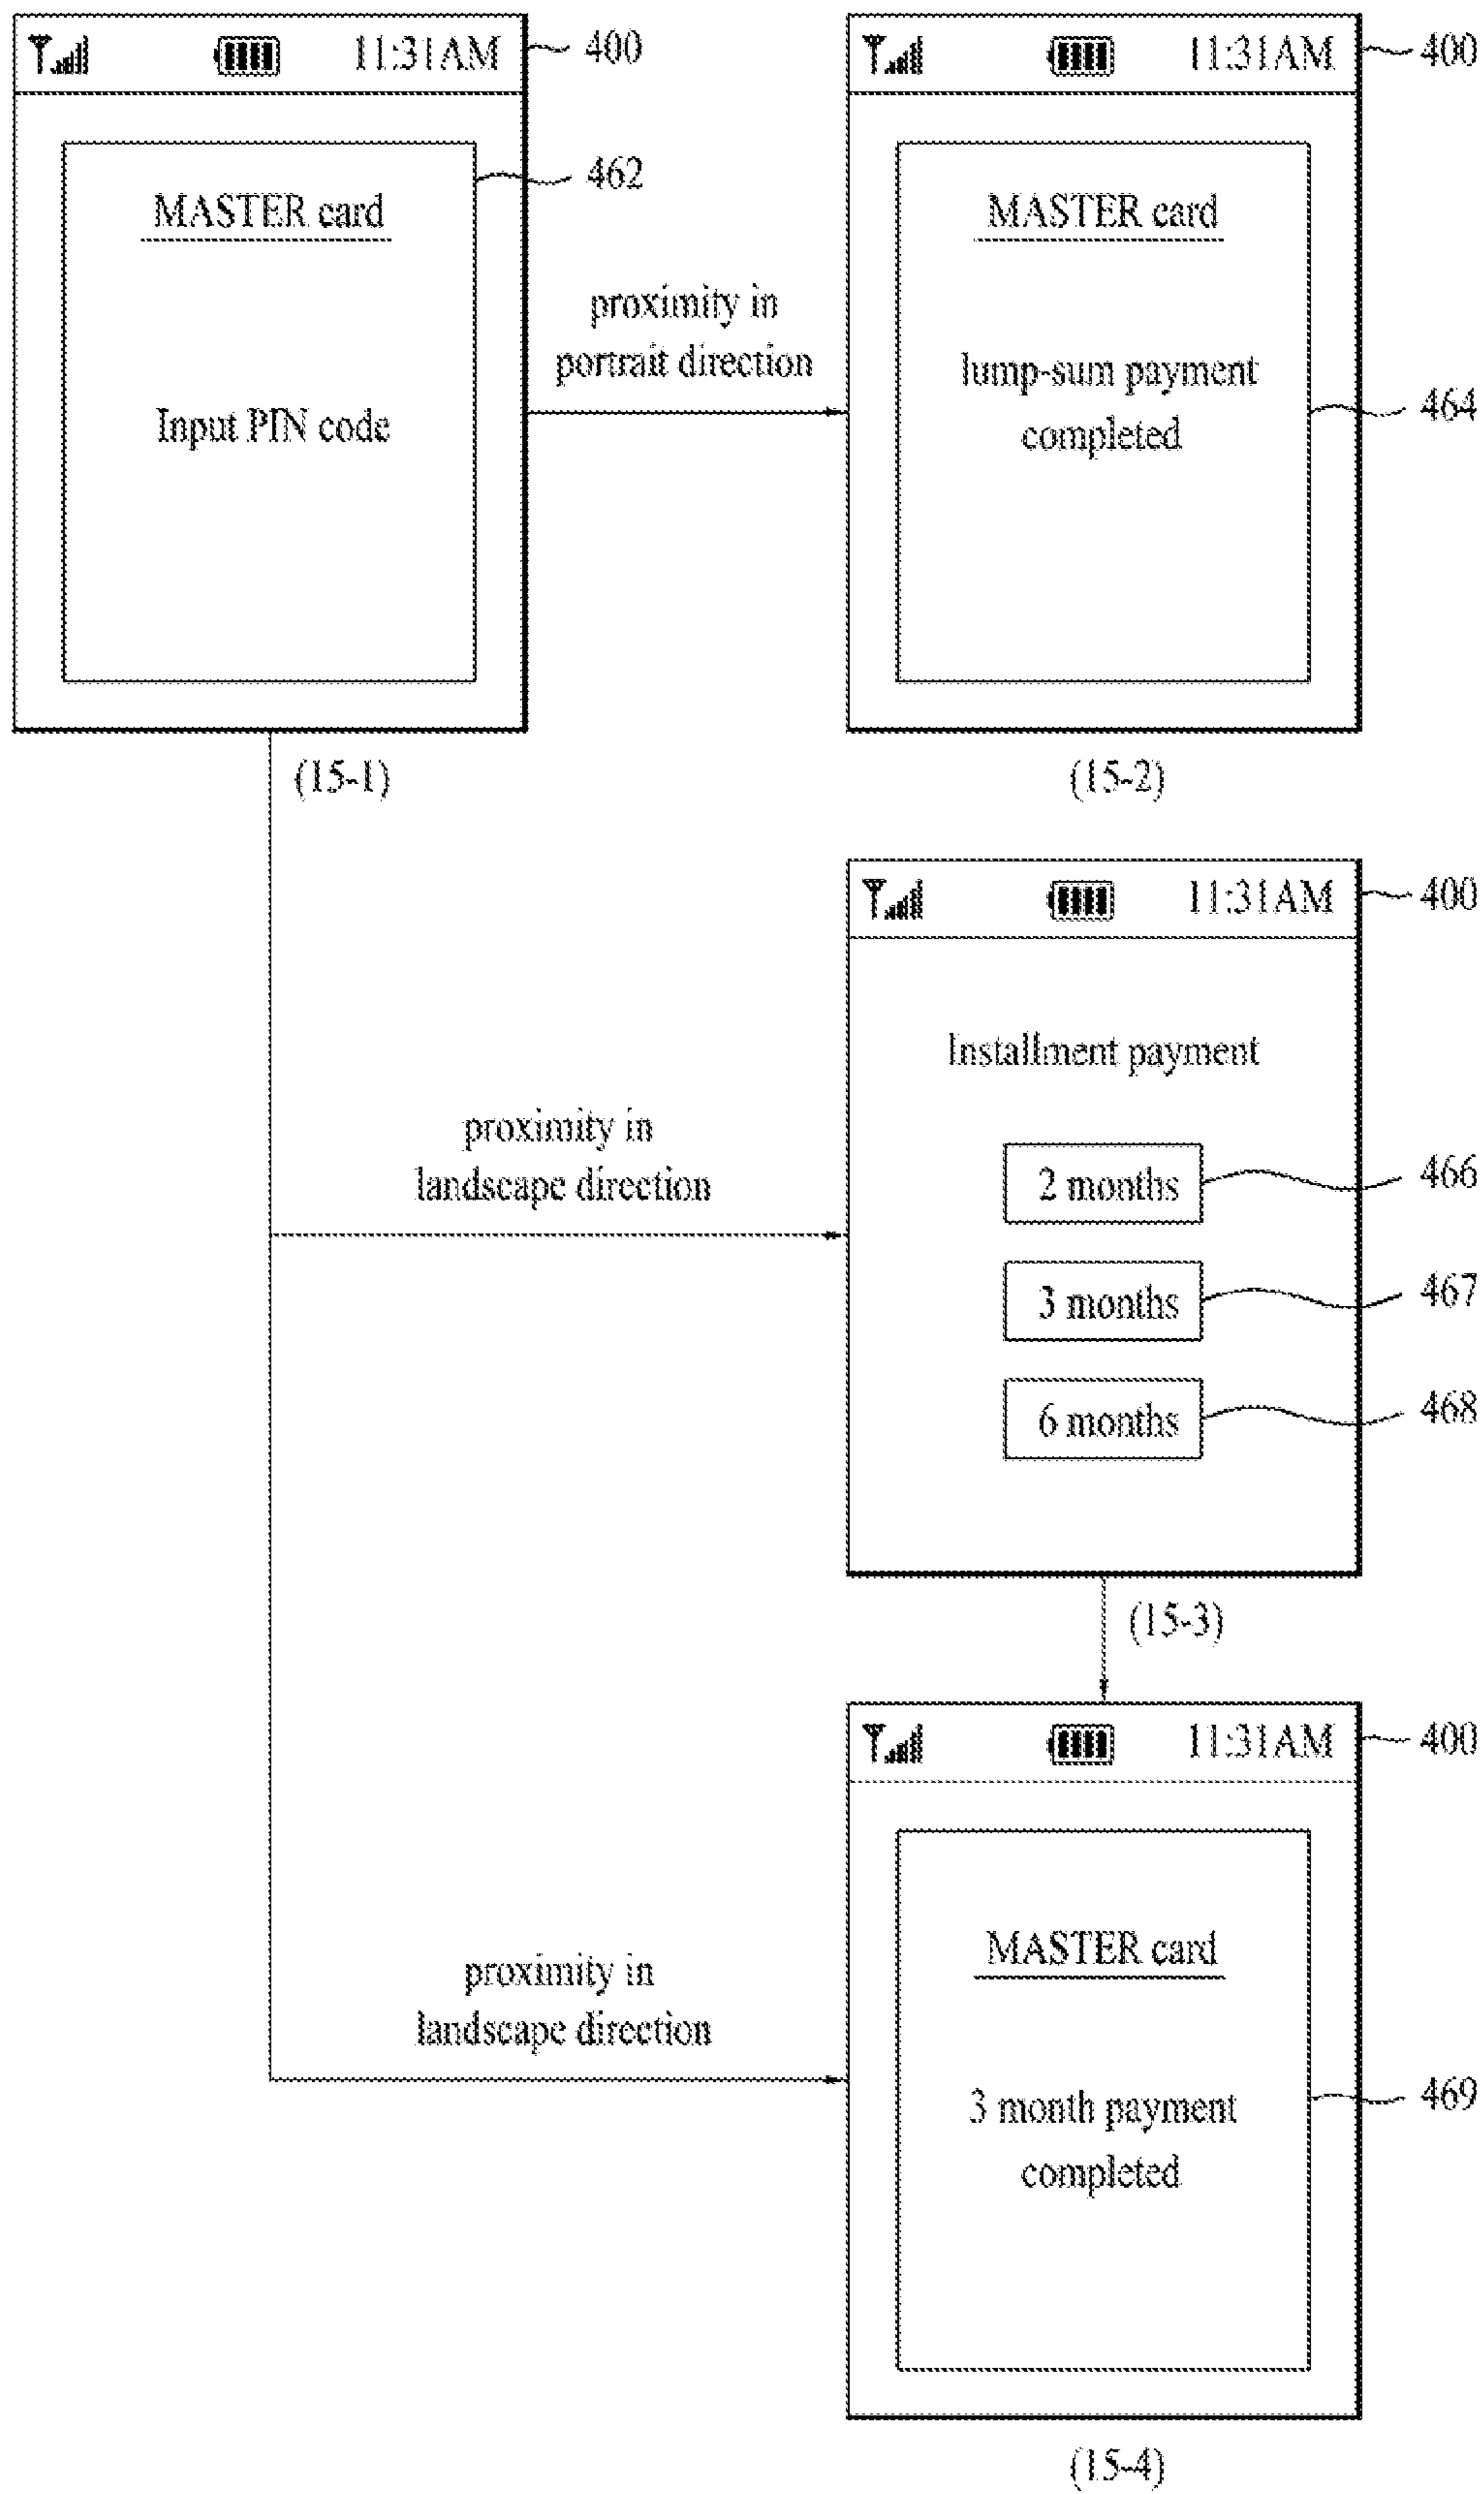 11:31AM
400
MASTER card
462
Input PIN code
(15-1)
proximity in
portrait direction
11:31AM
400
MASTER card
lump-sum payment
completed
464
(15-2)
proximity in
landscape direction
11:31AM
400
Installment payment
2 months
466
3 months
467
6 months
468
(15-3)
proximity in
landscape direction
11:31AM
400
MASTER card
3 month payment
completed
469
(15-4)